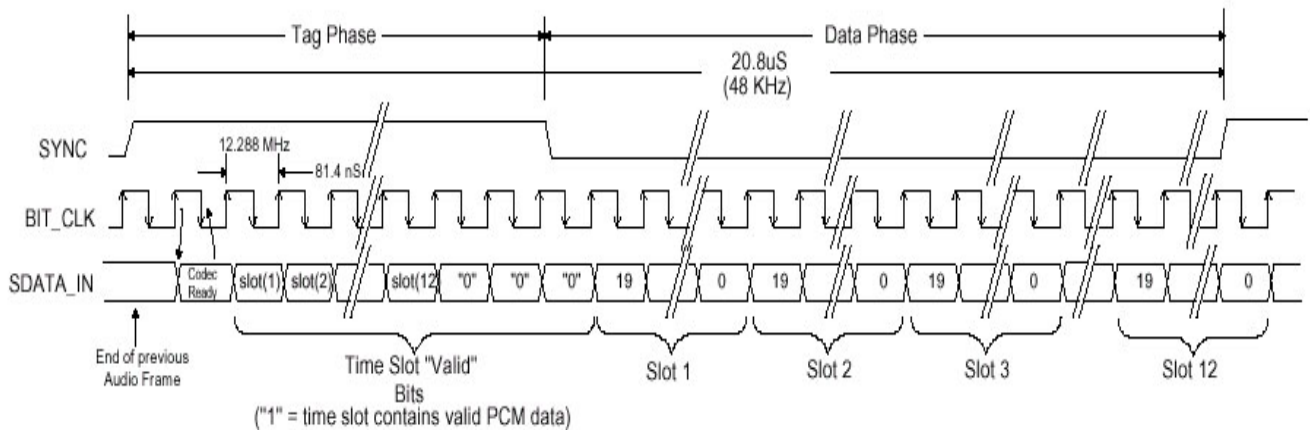 Tag Phase
Data Phase
20.8uS
(48 KHz)
SYNC
12.288 MHz
81.4 nS
BIT_CLK
SDATA_IN
Codec
Ready
slot(1)
slot(2)
slot(12
"0"
"0"
"0"
19
0
19
0
19
0
19
0
End of previous
Audio Frame
Time Slot "Valid"
Bits
("1" = time slot contains valid PCM data)
Slot 1
Slot 2
Slot 3
Slot 12